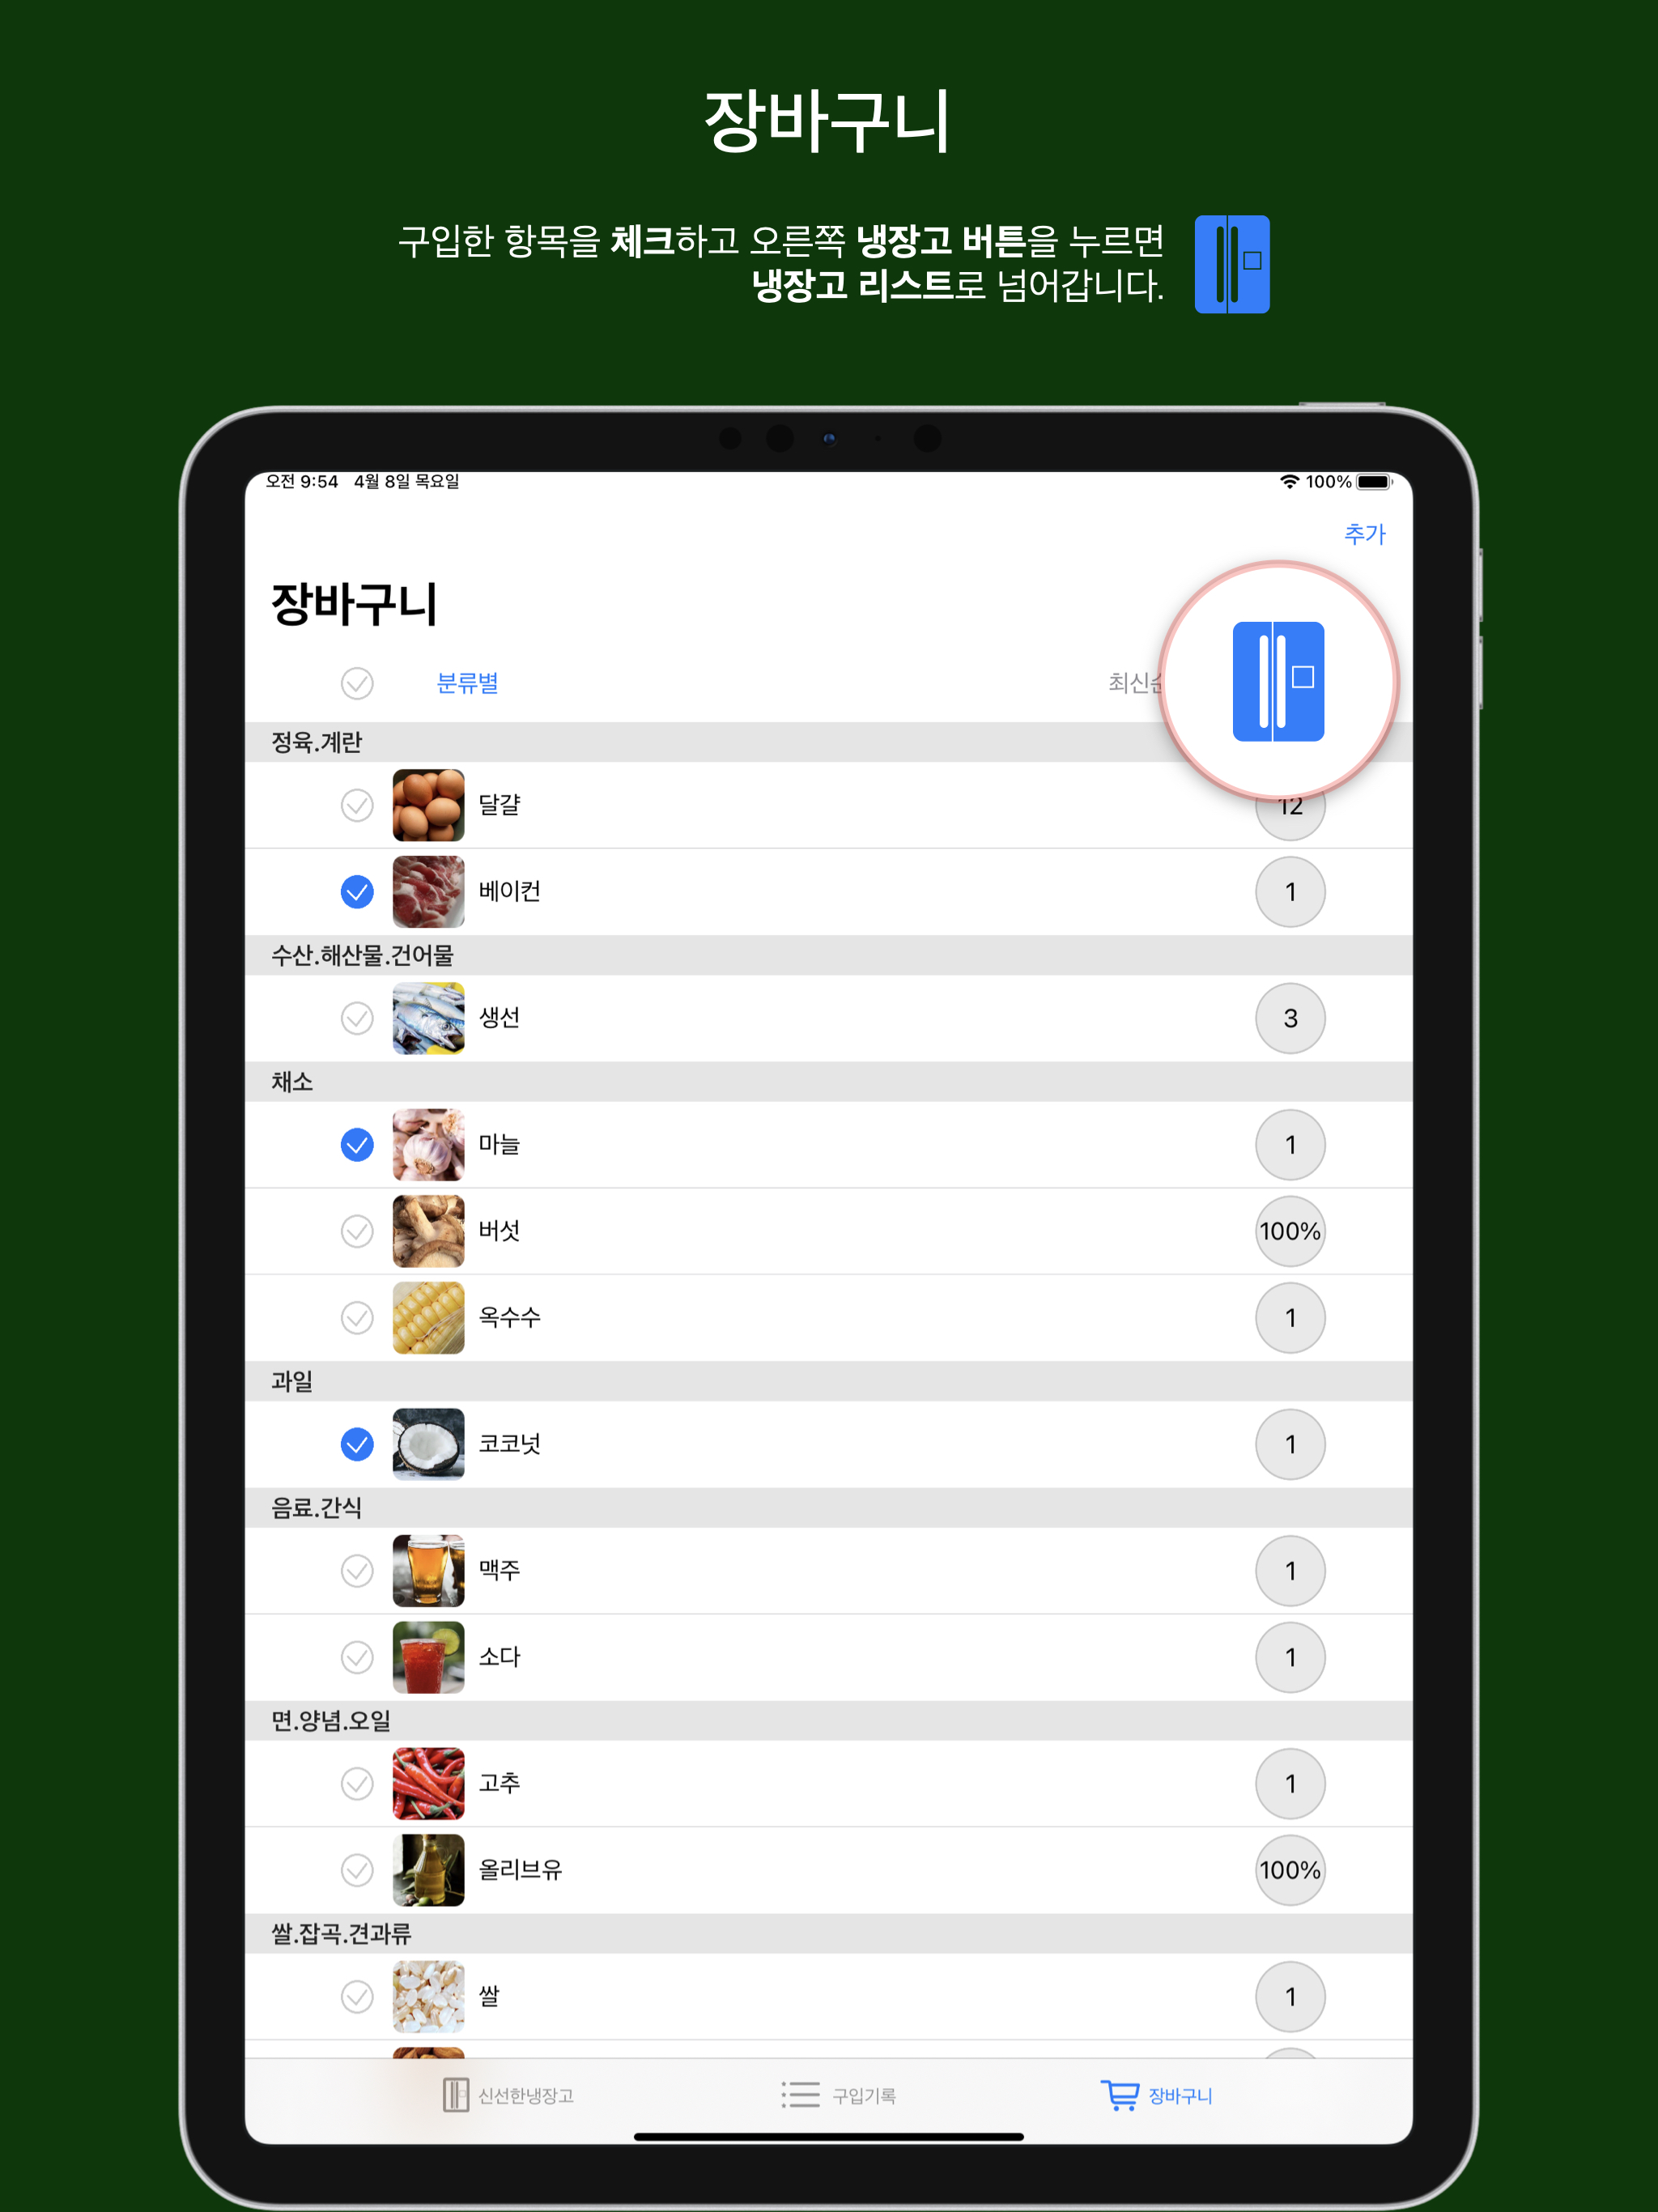 장바구니
구입한 항목을 체크하고 오른쪽 냉장고 버튼을 누르면
냉장고 리스트로 넘어갑니다.
오전 9:54 4월 8일 목요일 100%
추가
장바구니
분류별 최신순
정육.계란
달걀 12
베이컨 1
수산.해산물.건어물
생선 3
채소
마늘 1
버섯 100%
옥수수 1
과일
코코넛 1
음료.간식
맥주 1
소다 1
면.양념.오일
고추 1
올리브유 100%
쌀.잡곡.견과류
쌀 1
신선한냉장고 구입기록 장바구니